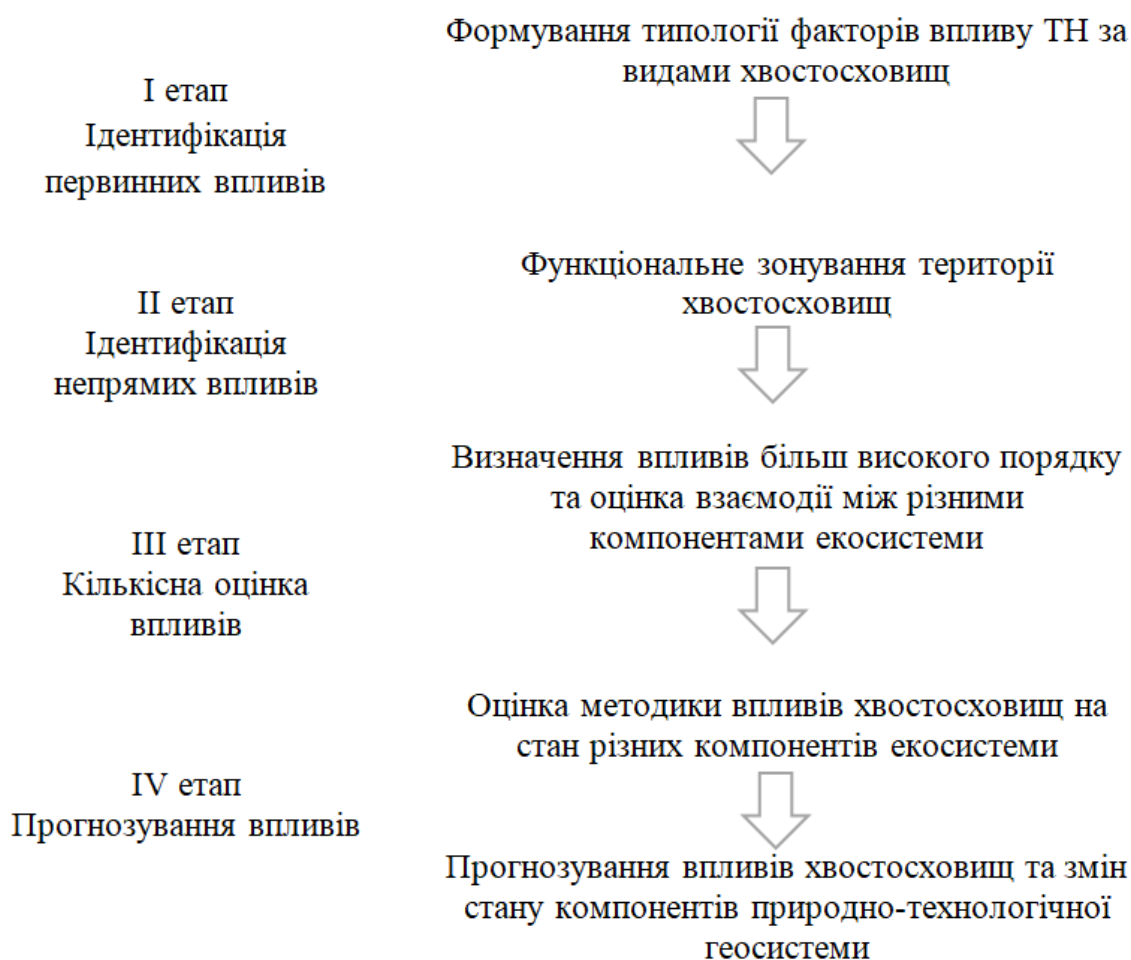 Формування типології факторів впливу ТН за
видами хвостосховищ
І етап
Ідентифікація
первинних впливів
Функціональне зонування території
хвостосховищ
ІІ етап
Ідентифікація
непрямих впливів
Визначення впливів більш високого порядку
та оцінка взаємодії між різними
компонентами екосистеми
ІІІ етап
Кількісна оцінка
впливів
Оцінка методики впливів хвостосховищ на
стан різних компонентів екосистеми
IV етап
Прогнозування впливів
Прогнозування впливів хвостосховищ та змін
стану компонентів природно-технологічної
геосистеми